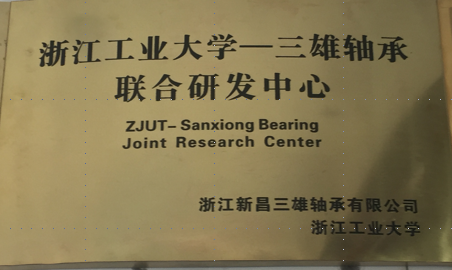 浙江工业大学—三雄轴承
联合研发中心
ZJUT-Sanxiong Bearing
Joint Research Center
浙江新昌三雄轴承有限公司
浙江工业大学